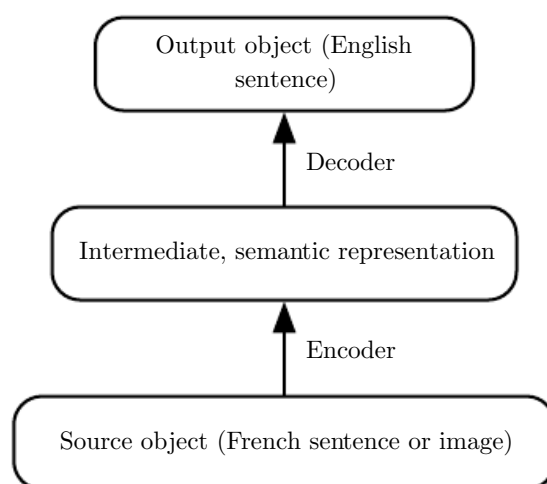 Output object (English
sentence)
Decoder
Intermediate, semantic representation
Encoder
Source object (French sentence or image)